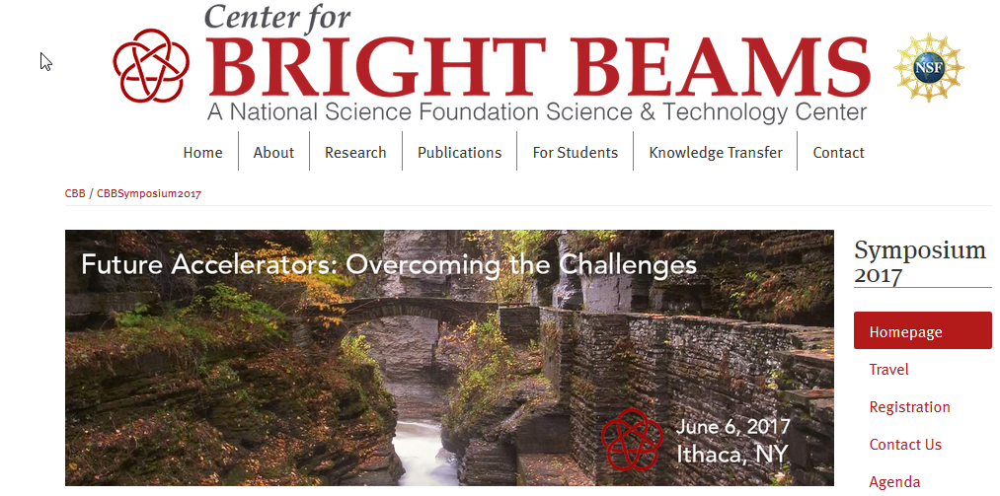 Center for
BRIGHT BEAMS
A National Science Foundation Science & Technology Center
NSF
Home
About
Research
Publications
For Students
Knowledge Transfer
Contact
CBB / CBBSymposium2017
Future Accelerators: Overcoming the Challenges
June 6, 2017
Ithaca, NY
Symposium
2017
Homepage
Travel
Registration
Contact Us
Agenda